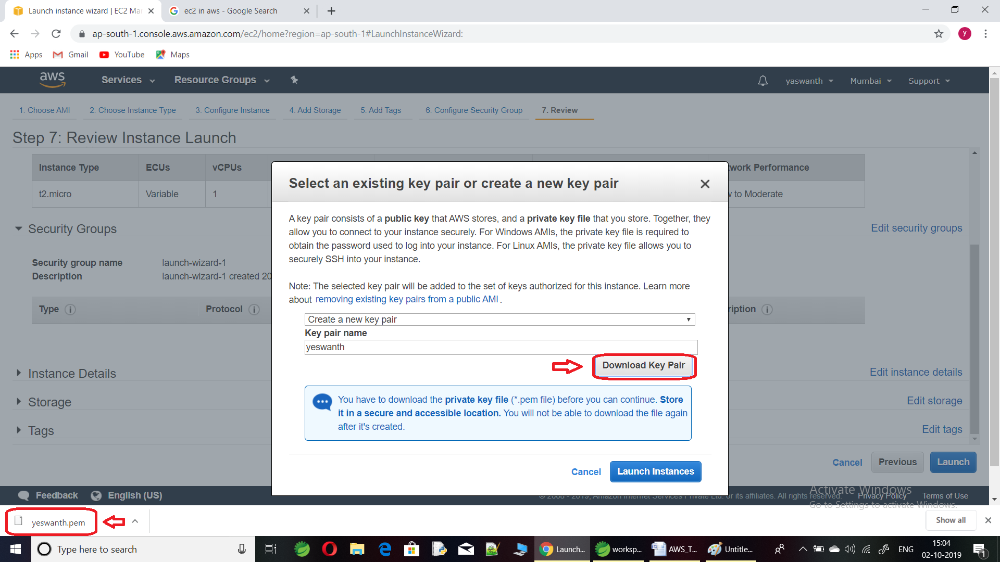 Launch instance wizard | EC2 Mar
ec2 in aws - Google Search
ap-south-1.console.aws.amazon.com/ec2/home?region=ap-south-1#LaunchInstanceWizard:
y
Apps
Gmail
YouTube
Maps
aws
Services
Resource Groups
yaswanth
Mumbai
Support
1. Choose AMI
2. Choose Instance Type
3. Configure Instance
4. Add Storage
5. Add Tags
6. Configure Security Group
7. Review
Step 7: Review Instance Launch
Instance Type
ECUs
vCPUs
work Performance
t2.micro
Variable
1
to Moderate
Security Groups
Edit security groups
Security group name
launch-wizard-1
Description
launch-wizard-1 created 20
Type
Protocol
ription
Instance Details
Edit instance details
Storage
Edit storage
Tags
Edit tags
Cancel
Previous
Launch
Select an existing key pair or create a new key pair
A key pair consists of a public key that AWS stores, and a private key file that you store. Together, they
allow you to connect to your instance securely. For Windows AMIs, the private key file is required to
obtain the password used to log into your instance. For Linux AMIs, the private key file allows you to
securely SSH into your instance.
Note: The selected key pair will be added to the set of keys authorized for this instance. Learn more
about removing existing key pairs from a public AMI .
Create a new key pair
Key pair name
yeswanth
Download Key Pair
You have to download the private key file (*.pem file) before you can continue. Store
it in a secure and accessible location. You will not be able to download the file again
after it's created.
Cancel
Launch Instances
Feedback
English (US)
© 2008 - 2019, Amazon Internet Services Private Ltd. or its affiliates. All rights reserved.
Privacy Policy
Terms of Use
Activate Windows
Go to Settings to activate Windows.
yeswanth.pem
Show all
Type here to search
Launch...
worksp...
AWS_T...
Untitle...
ENG
15:04
02-10-2019
1